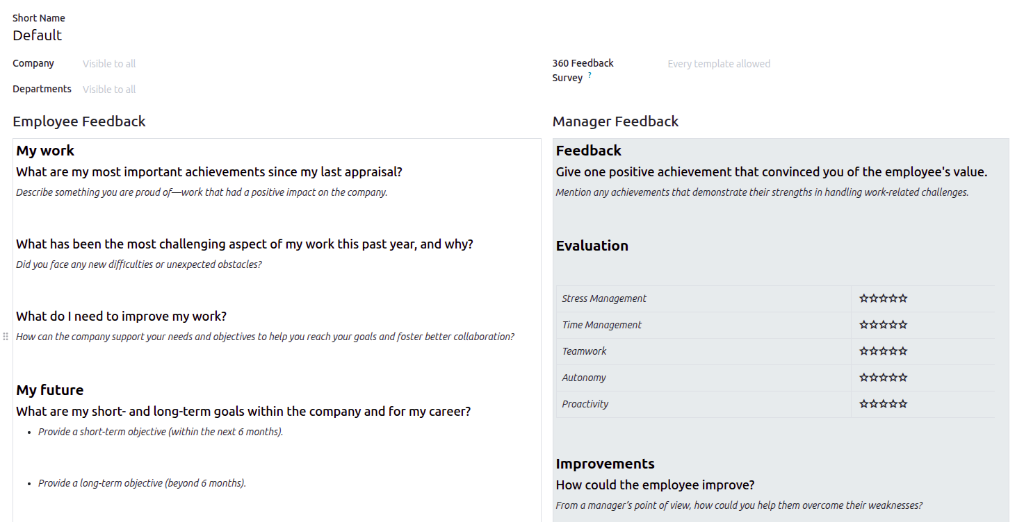 Short Name
Default
Company Visible to all
360 Feedback Survey ? Every template allowed
Departments Visible to all
Employee Feedback
My work
What are my most important achievements since my last appraisal?
Describe something you are proud of—work that had a positive impact on the company.
What has been the most challenging aspect of my work this past year, and why?
Did you face any new difficulties or unexpected obstacles?
What do I need to improve my work?
How can the company support your needs and objectives to help you reach your goals and foster better collaboration?
My future
What are my short- and long-term goals within the company and for my career?
• Provide a short-term objective (within the next 6 months).
• Provide a long-term objective (beyond 6 months).
Manager Feedback
Feedback
Give one positive achievement that convinced you of the employee's value.
Mention any achievements that demonstrate their strengths in handling work-related challenges.
Evaluation
Stress Management ☆☆☆☆☆
Time Management ☆☆☆☆☆
Teamwork ☆☆☆☆☆
Autonomy ☆☆☆☆☆
Proactivity ☆☆☆☆☆
Improvements
How could the employee improve?
From a manager's point of view, how could you help them overcome their weaknesses?